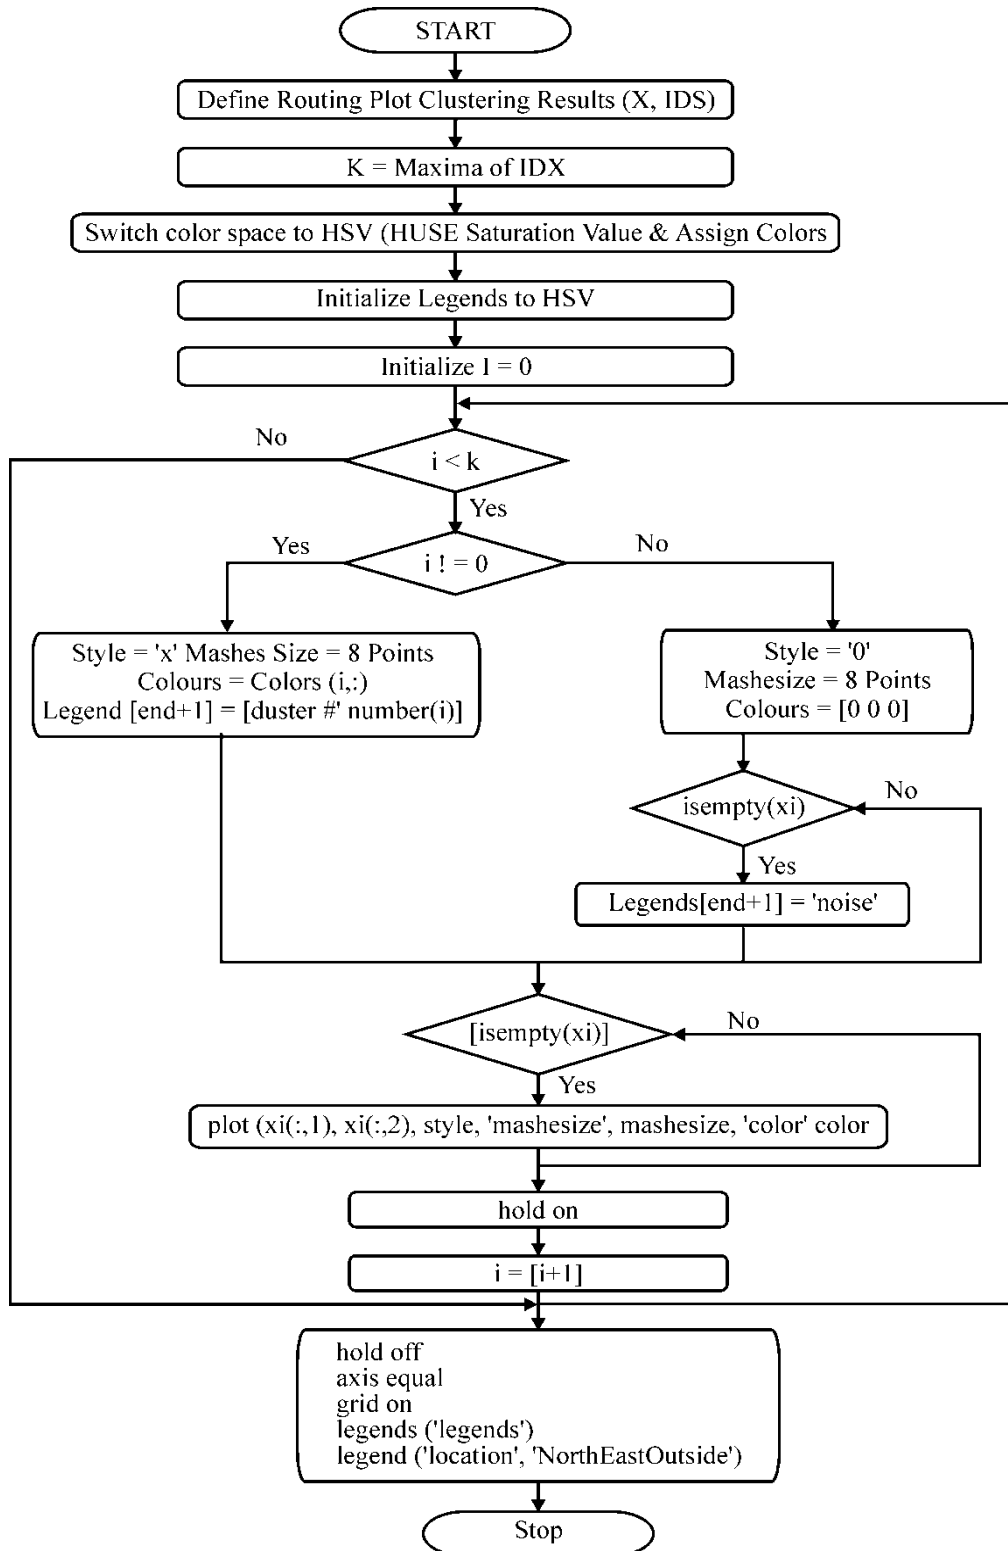 START
Define Routing Plot Clustering Results (X, IDS)
K = Maxima of IDX
Switch color space to HSV (HUSE Saturation Value & Assign Colors
Initialize Legends to HSV
Initialize I = 0
No
i < k
Yes
Yes
i ! = 0
No
Style = 'x' Mashes Size = 8 Points
Colours = Colors (i,:)
Legend [end+1] = [duster #' number(i)]
Style = '0'
Mashesize = 8 Points
Colours = [0 0 0]
isempty(xi)
No
Yes
Legends[end+1] = 'noise'
[isempty(xi)]
No
Yes
plot (xi(:,1), xi(:,2), style, 'mashesize', mashesize, 'color' color
hold on
i = [i+1]
hold off
axis equal
grid on
legends ('legends')
legend ('location', 'NorthEastOutside')
Stop